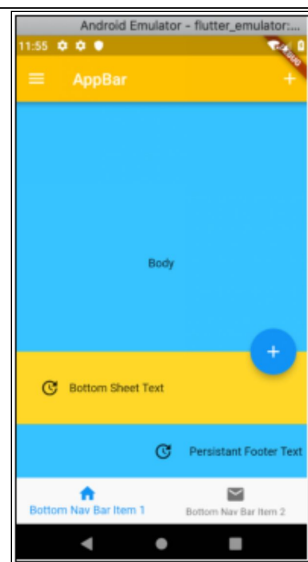 Android Emulator - flutter_emulator:...
11:55
DEBUG
AppBar
Body
Bottom Sheet Text
Persistant Footer Text
Bottom Nav Bar Item 1
Bottom Nav Bar Item 2